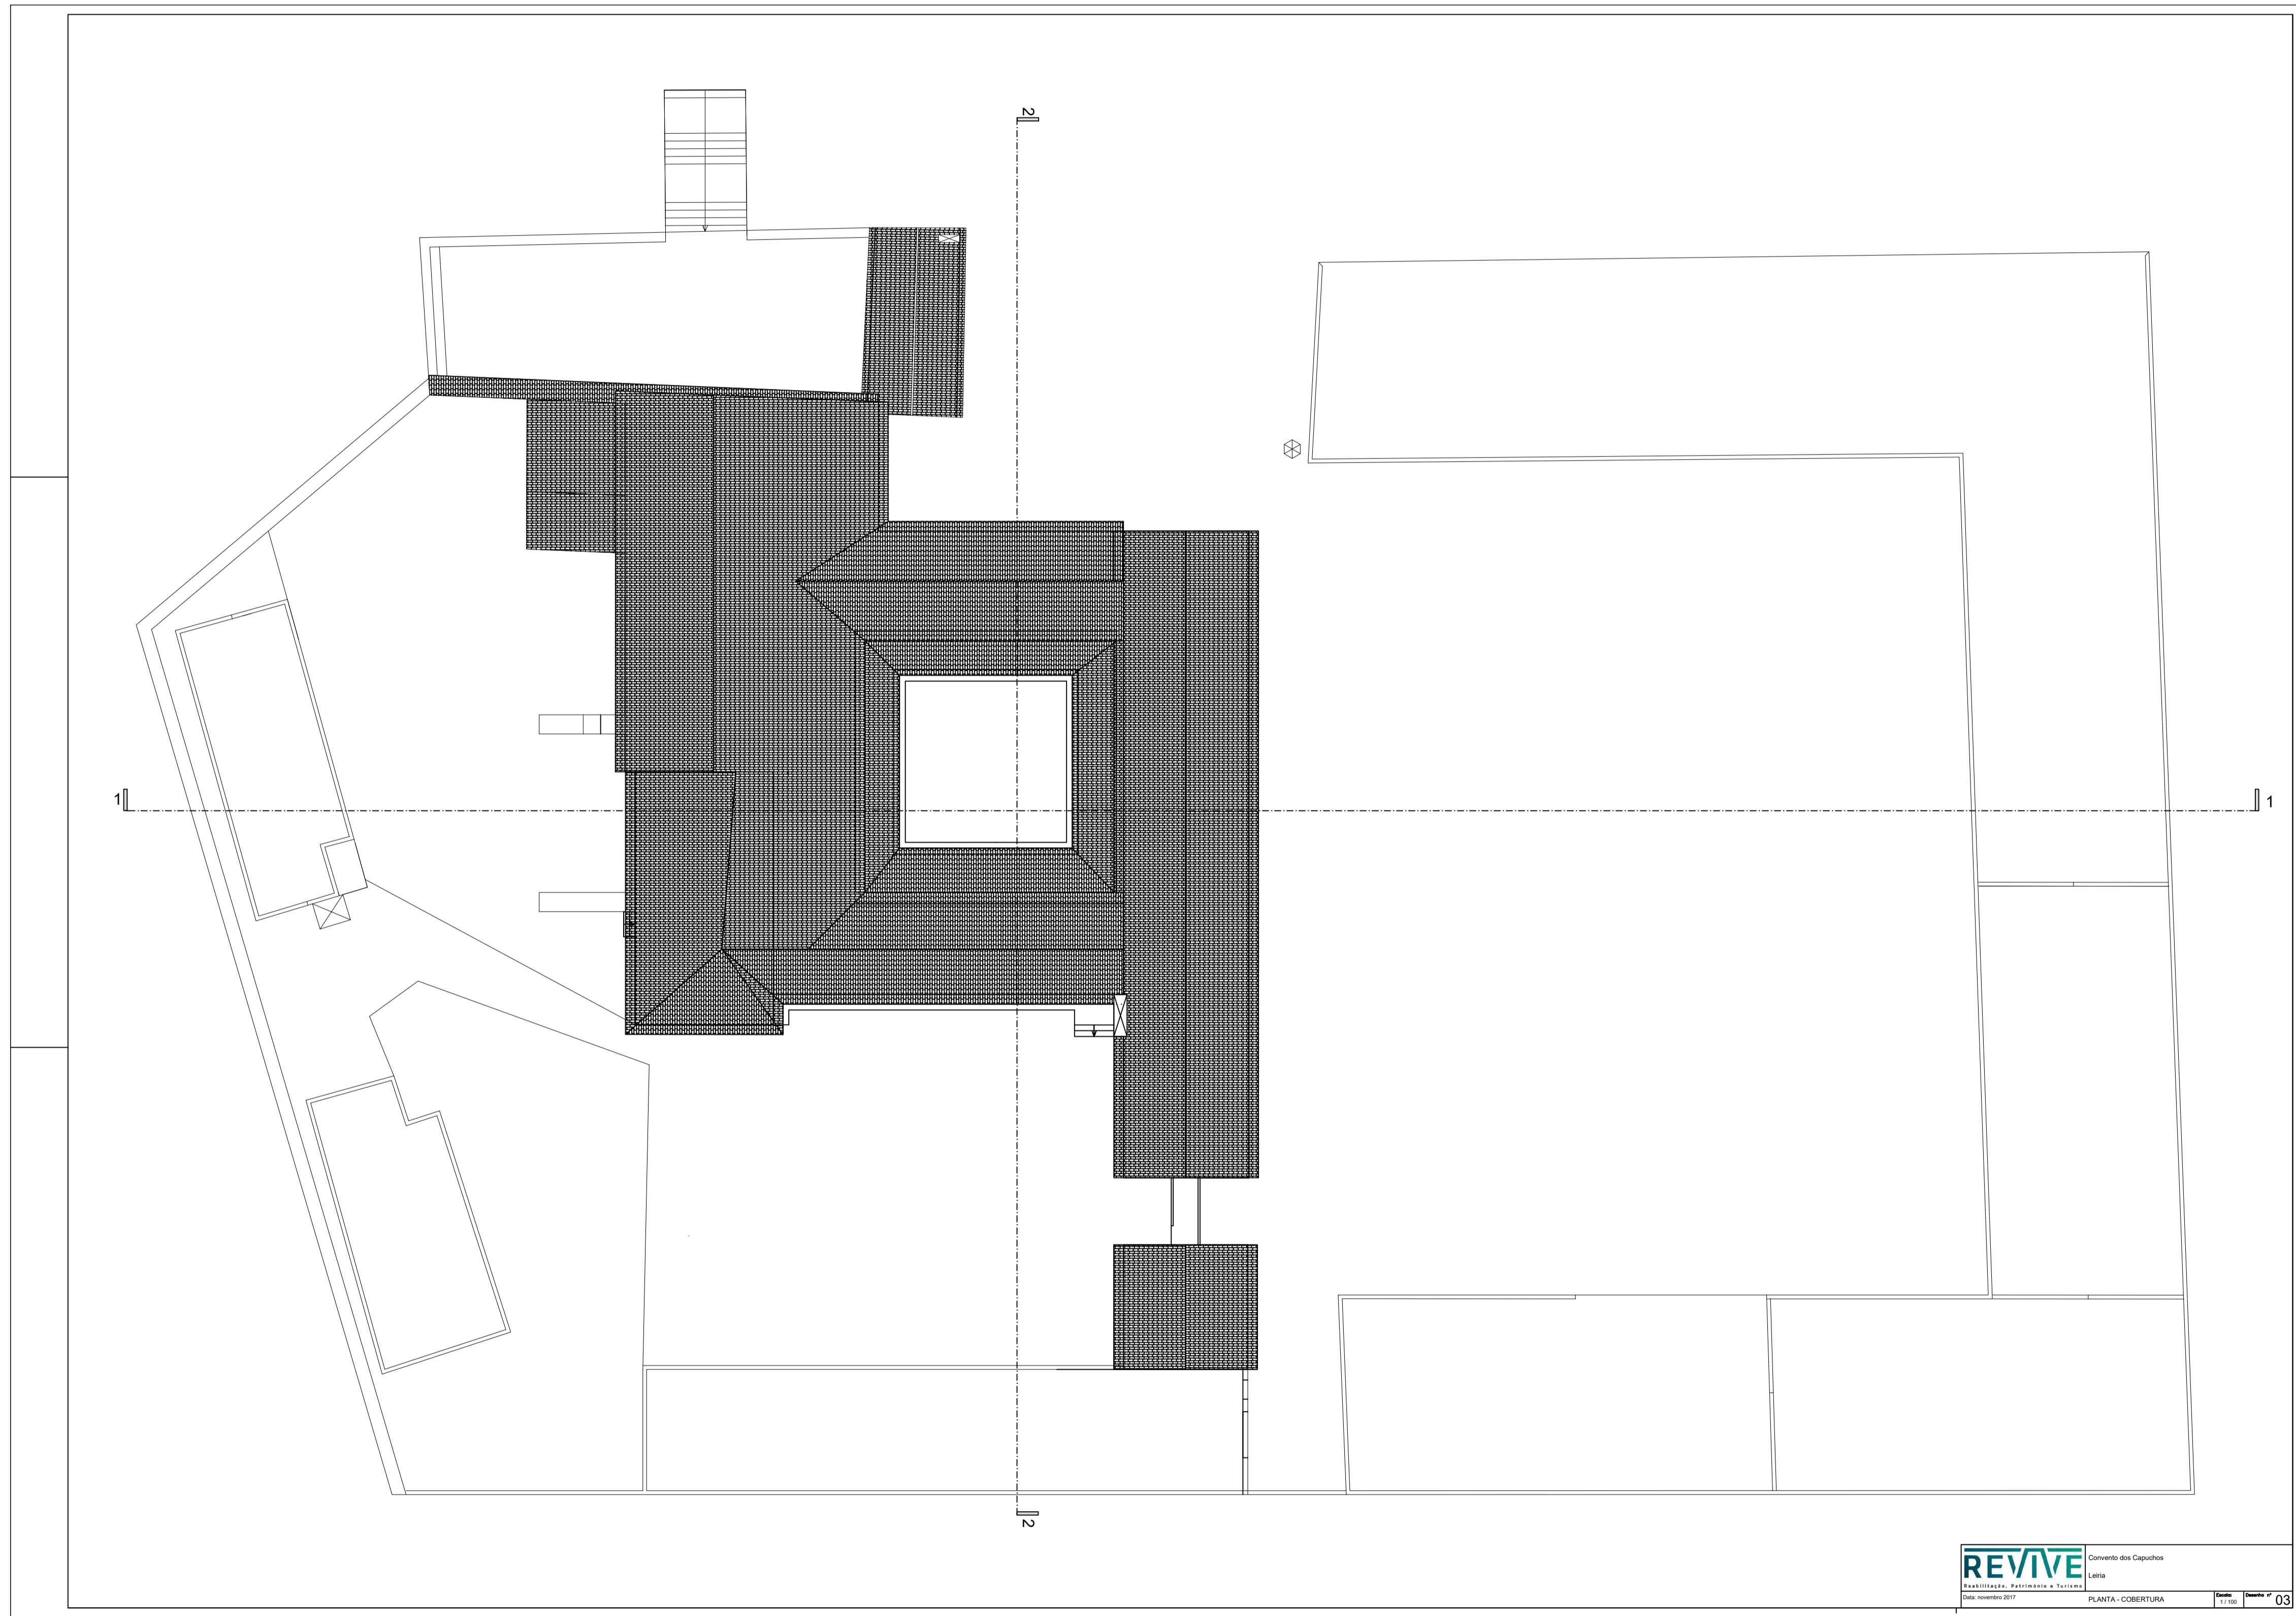 2
1
1
2
REVIVE
Reabilitação, Património e Turismo
Convento dos Capuchos
Leiria
Data: novembro 2017
PLANTA - COBERTURA
Escala:
1 / 100
Desenho nº
03